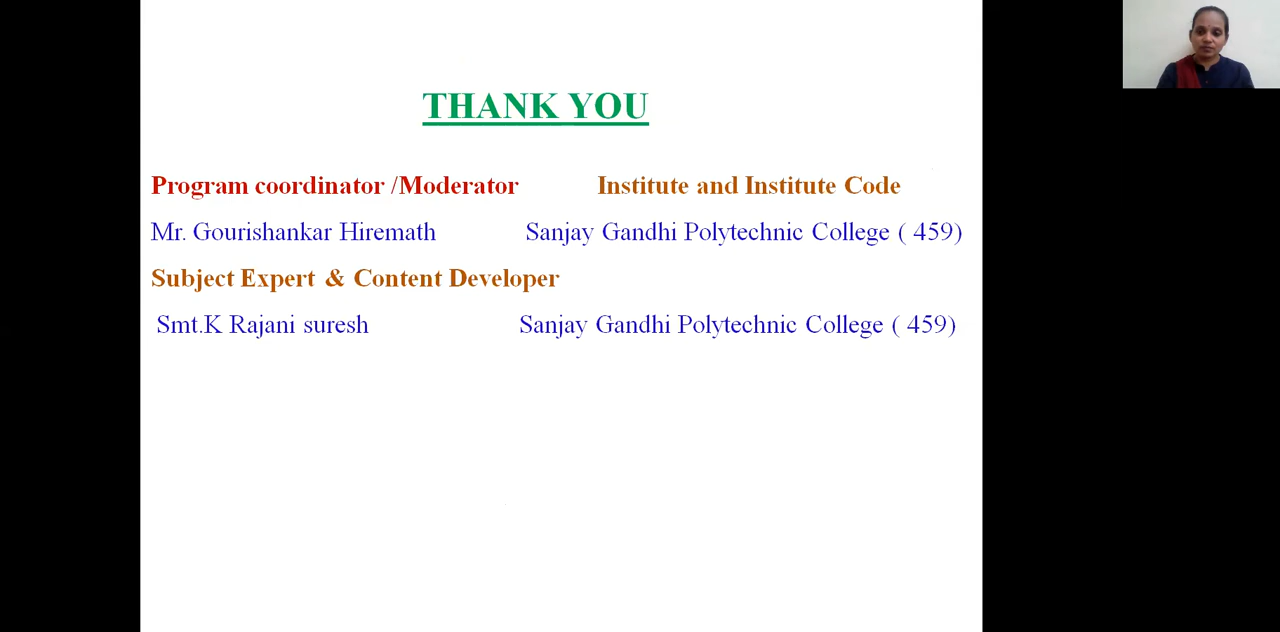 THANK YOU
Program coordinator /Moderator Institute and Institute Code
Mr. Gourishankar Hiremath Sanjay Gandhi Polytechnic College ( 459)
Subject Expert & Content Developer
Smt.K Rajani suresh Sanjay Gandhi Polytechnic College ( 459)